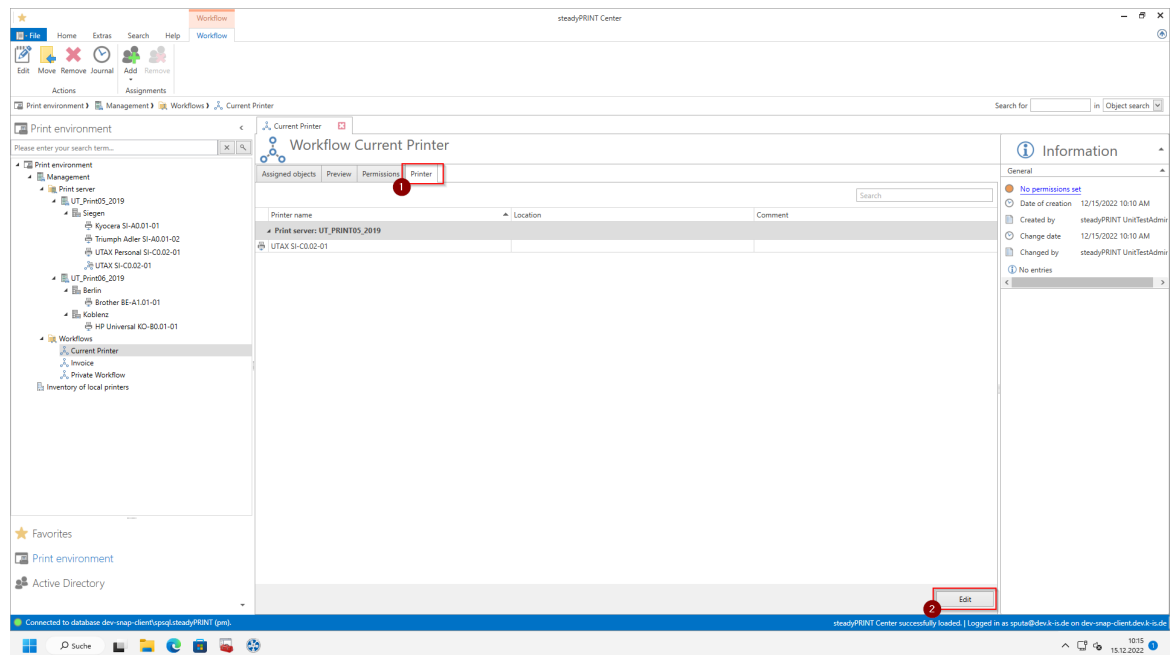 Workflow
steadyPRINT Center
File Home Extras Search Help Workflow
Edit Move Remove Journal Add Remove
Actions Assignments
Print environment Management Workflows Current Printer
Search for in Object search
Print environment
Please enter your search term...
Print environment
Management
Print server
UT_Print05_2019
Siegen
Kyocera SI-A0.01-01
Triumph Adler SI-A0.01-02
UTAX Personal SI-C0.02-01
UTAX SI-C0.02-01
UT_Print06_2019
Berlin
Brother BE-A1.01-01
Koblenz
HP Universal KO-B0.01-01
Workflows
Current Printer
Invoice
Private Workflow
Inventory of local printers
Favorites
Print environment
Active Directory
Current Printer
Workflow Current Printer
Assigned objects Preview Permissions Printer
1
Search
Printer name Location Comment
Print server: UT_PRINT05_2019
UTAX SI-C0.02-01
Edit
2
Information
General
No permissions set
Date of creation 12/15/2022 10:10 AM
Created by steadyPRINT UnitTestAdmir
Change date 12/15/2022 10:10 AM
Changed by steadyPRINT UnitTestAdmir
No entries
Connected to database dev-snap-client\spsql.steadyPRINT (pm).
steadyPRINT Center successfully loaded. | Logged in as sputa@dev.k-is.de on dev-snap-client.dev.k-is.de
Suche
10:15
15.12.2022
1